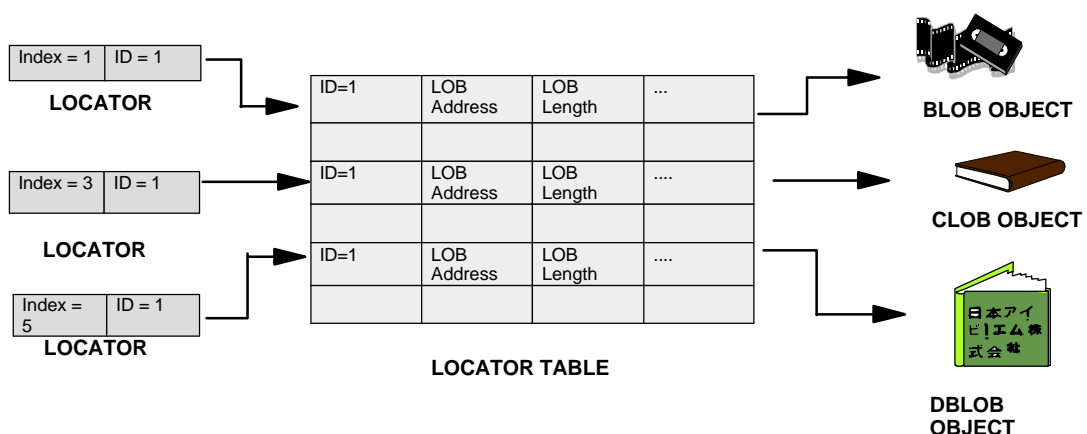 Index = 1 ID = 1
LOCATOR
Index = 3 ID = 1
LOCATOR
Index =
5 ID = 1
LOCATOR
ID=1 LOB
Address LOB
Length ...
ID=1 LOB
Address LOB
Length ....
ID=1 LOB
Address LOB
Length ....
LOCATOR TABLE
BLOB OBJECT
CLOB OBJECT
日本アイ
ビーエム株
式会社
DBLOB
OBJECT